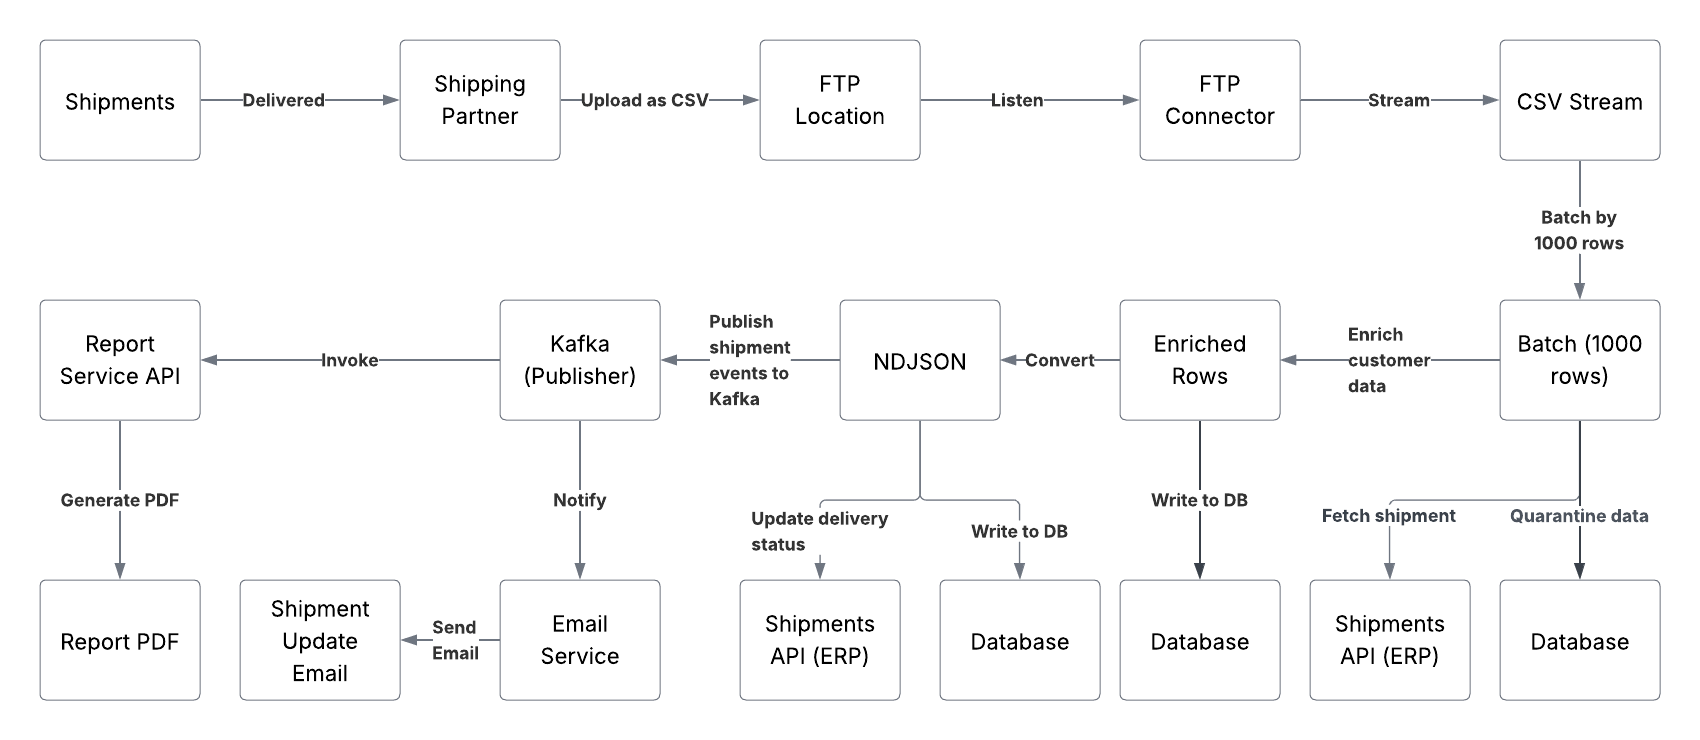 Shipments
Delivered
Shipping
Partner
Upload as CSV
FTP
Location
Listen
FTP
Connector
Stream
CSV Stream
Batch by
1000 rows
Report
Service API
Invoke
Kafka
(Publisher)
Publish
shipment
events to
Kafka
NDJSON
Convert
Enriched
Rows
Enrich
customer
data
Batch (1000
rows)
Generate PDF
Notify
Update delivery
status
Write to DB
Write to DB
Fetch shipment
Quarantine data
Report PDF
Shipment
Update
Email
Send
Email
Email
Service
Shipments
API (ERP)
Database
Database
Shipments
API (ERP)
Database